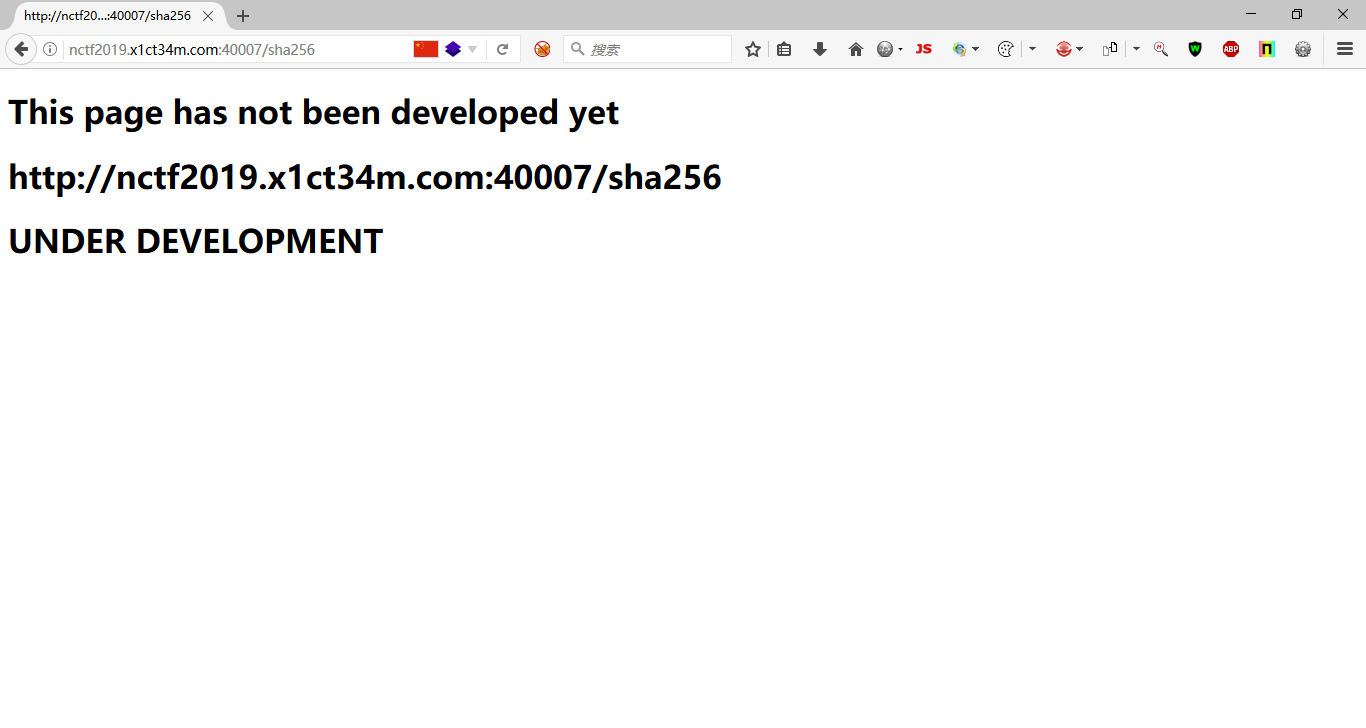 http://nctf20...:40007/sha256
nctf2019.x1ct34m.com:40007/sha256
搜索
JS
ABP
This page has not been developed yet
http://nctf2019.x1ct34m.com:40007/sha256
UNDER DEVELOPMENT